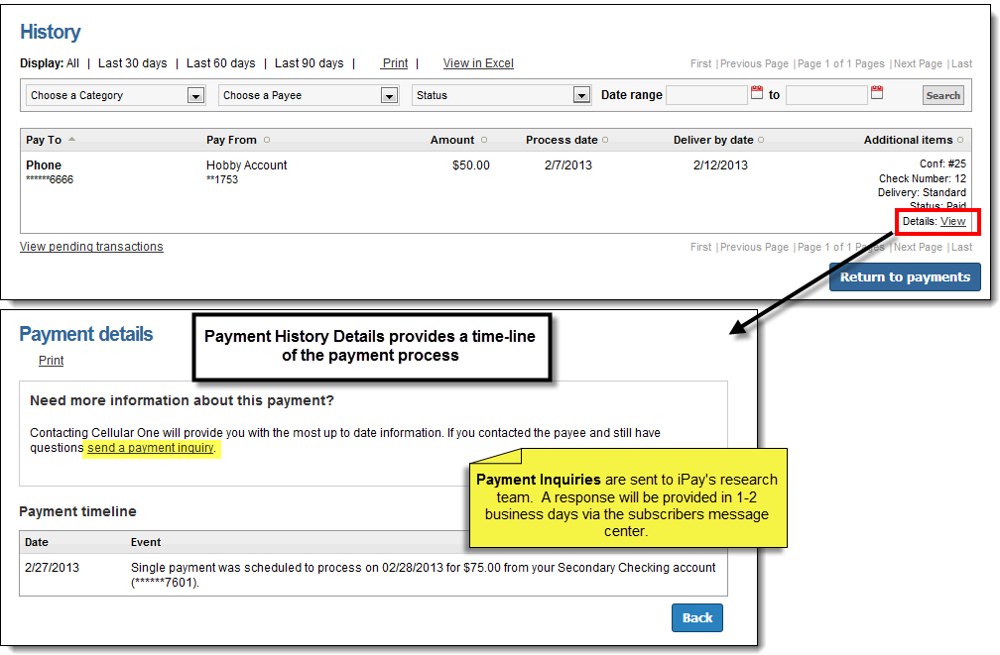 History
Display: All | Last 30 days | Last 60 days | Last 90 days | Print | View in Excel
First | Previous Page | Page 1 of 1 Pages | Next Page | Last
Choose a Category Choose a Payee Status Date range to Search
Pay To Pay From Amount Process date Deliver by date Additional items
Phone Hobby Account $50.00 2/7/2013 2/12/2013 Conf: #25
******6666 **1753
Check Number: 12
Delivery: Standard
Status: Paid
Details: View
View pending transactions
First | Previous Page | Page 1 of 1 Pages | Next Page | Last
Return to payments
Payment details
Print
Payment History Details provides a time-line
of the payment process
Need more information about this payment?
Contacting Cellular One will provide you with the most up to date information. If you contacted the payee and still have
questions send a payment inquiry.
Payment Inquiries are sent to iPay's research
team. A response will be provided in 1-2
business days via the subscribers message
center.
Payment timeline
Date Event
2/27/2013 Single payment was scheduled to process on 02/28/2013 for $75.00 from your Secondary Checking account
(******7601).
Back